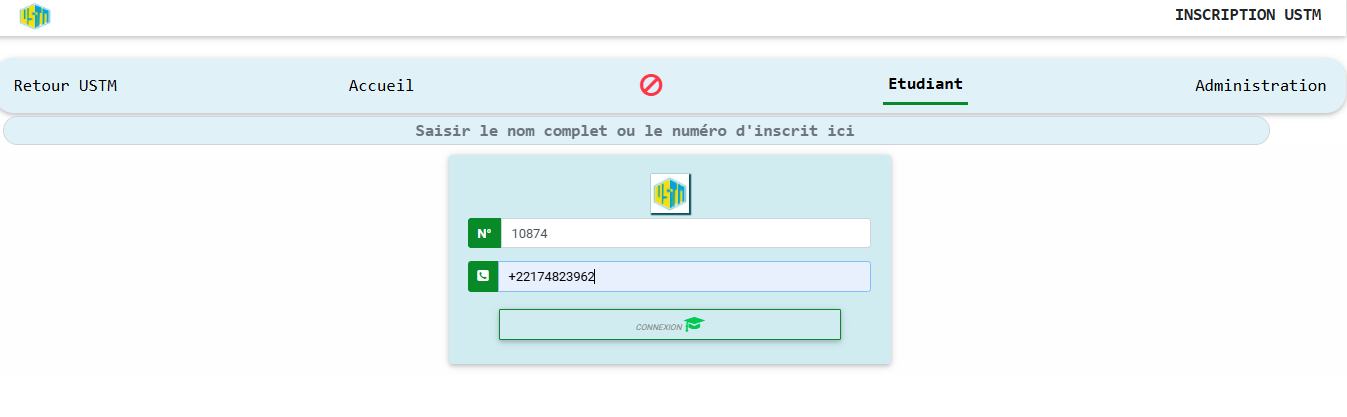 USTM
INSCRIPTION USTM
Retour USTM
Accueil
Etudiant
Administration
Saisir le nom complet ou le numéro d'inscrit ici
USTM
N°
10874
+22174823962
CONNEXION